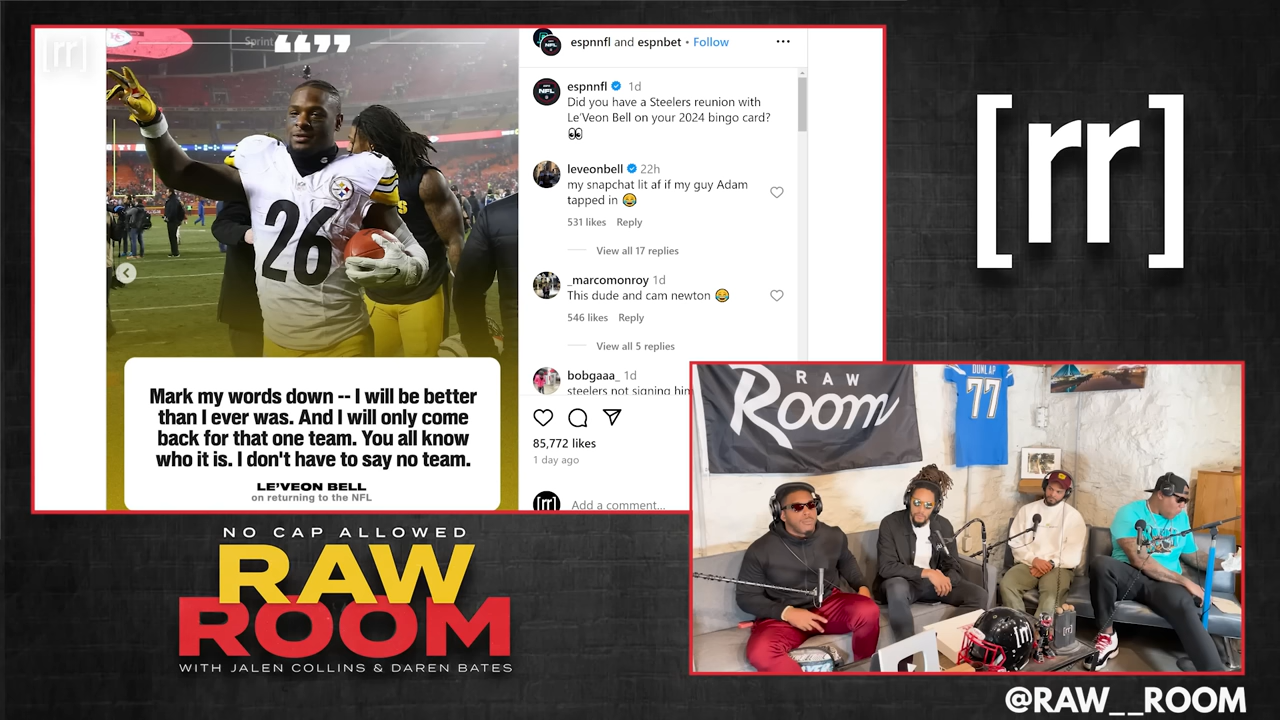 [rr]
Sprint
espnnfl and espnbet • Follow
espnnfl 1d
Did you have a Steelers reunion with
Le'Veon Bell on your 2024 bingo card?
👀
leveonbell 22h
my snapchat lit af if my guy Adam
tapped in 😂
531 likes Reply
View all 17 replies
_marcomonroy 1d
This dude and cam newton 😂
546 likes Reply
View all 5 replies
bobgaaa_ 1d
steelers not signing him
85,772 likes
1 day ago
[rr] Add a comment...
26
Mark my words down -- I will be better
than I ever was. And I will only come
back for that one team. You all know
who it is. I don't have to say no team.
LE'VEON BELL
on returning to the NFL
[rr]
RAW
Room
DUNLAP
77
[rr]
[rr]
NO CAP ALLOWED
RAW
ROOM
WITH JALEN COLLINS & DAREN BATES
@RAW__ROOM